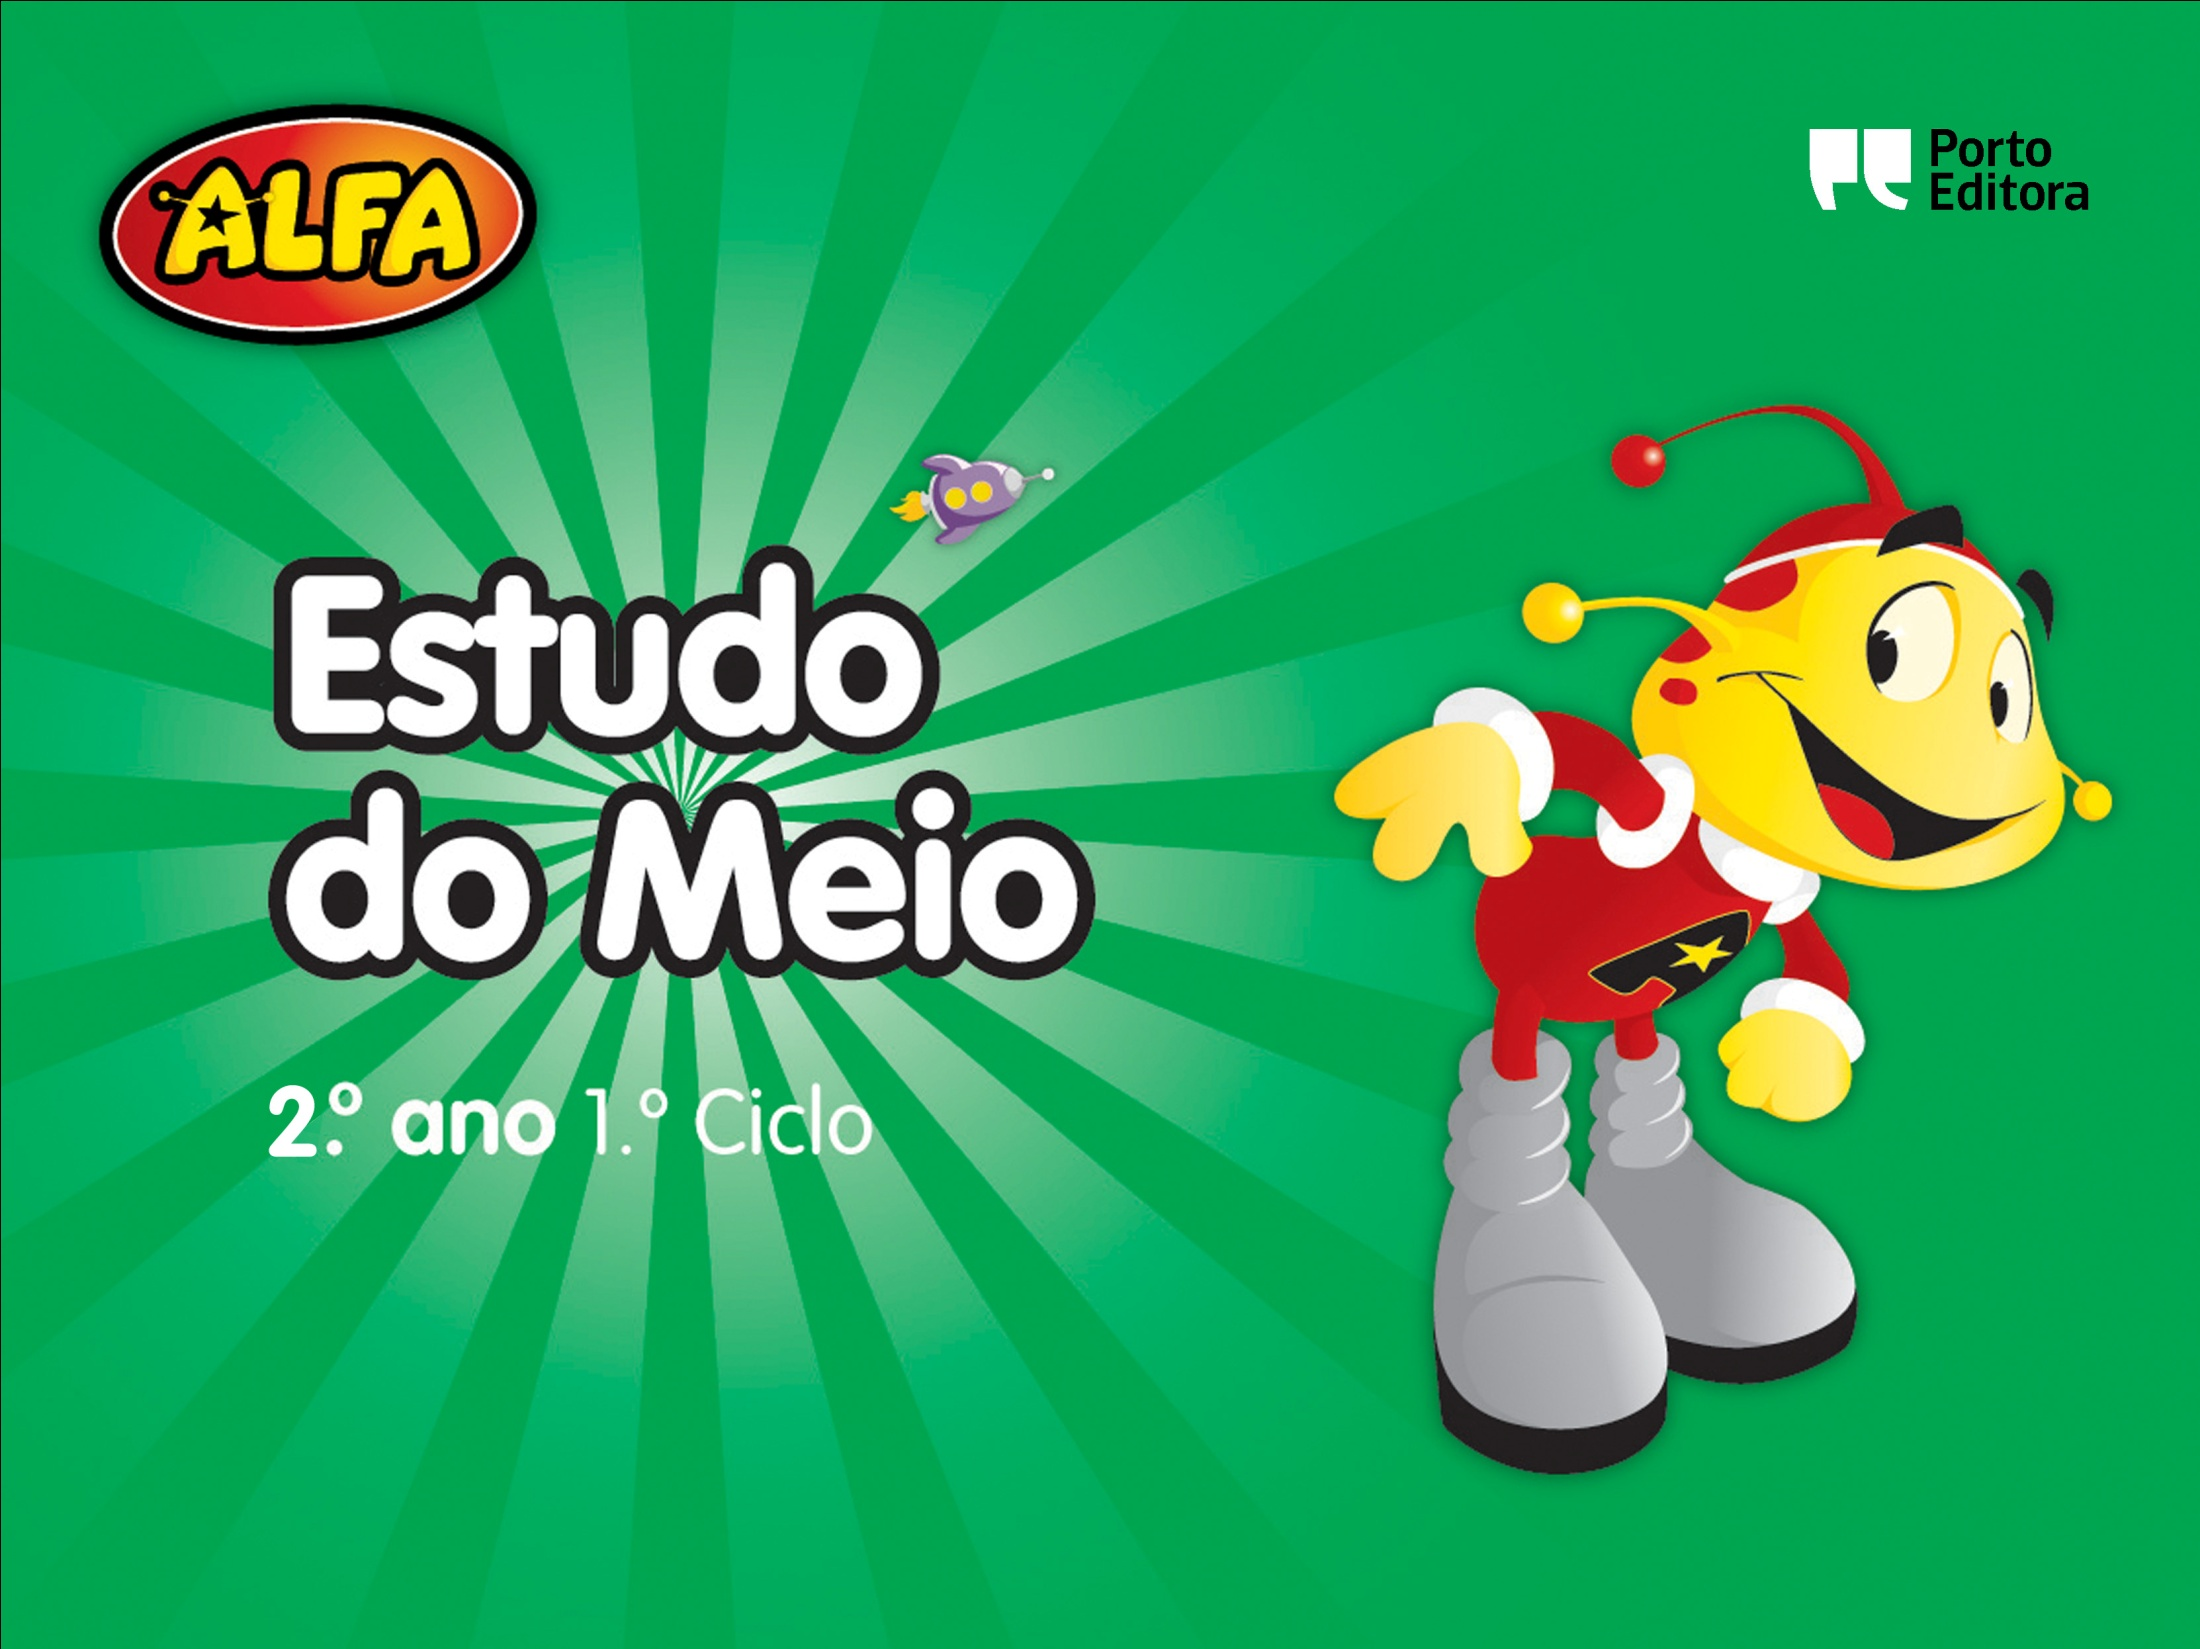 ALFA
Porto
Editora
Estudo
do Meio
2.º ano 1.º Ciclo